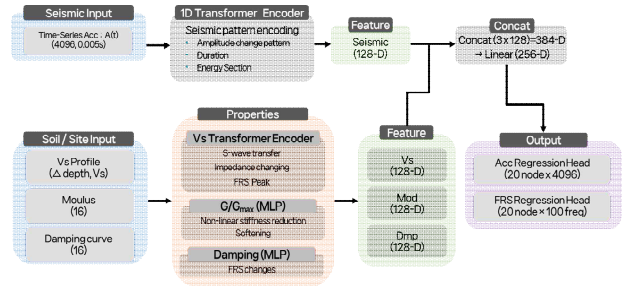 Seismic Input
Time-Series Acc. A(t)
(4096, 0.005s)
1D Transformer Encoder
Seismic pattern encoding
• Amplitude change pattern
• Duration
• Energy Section
Feature
Seismic
(128-D)
Concat
Concat (3 x 128)=384-D
→ Linear (256-D)
Soil / Site Input
Vs Profile
(Δ depth, Vs)
Moulus
(16)
Damping curve
(16)
Properties
Vs Transformer Encoder
S-wave transfer
Impedance changing
FRS Peak
G/Gmax (MLP)
Non-linear stiffness reduction
Softening
Damping (MLP)
FRS changes
Feature
Vs
(128-D)
Mod
(128-D)
Dmp
(128-D)
Output
Acc Regression Head
(20 node x 4096)
FRS Regression Head
(20 node × 100 freq)